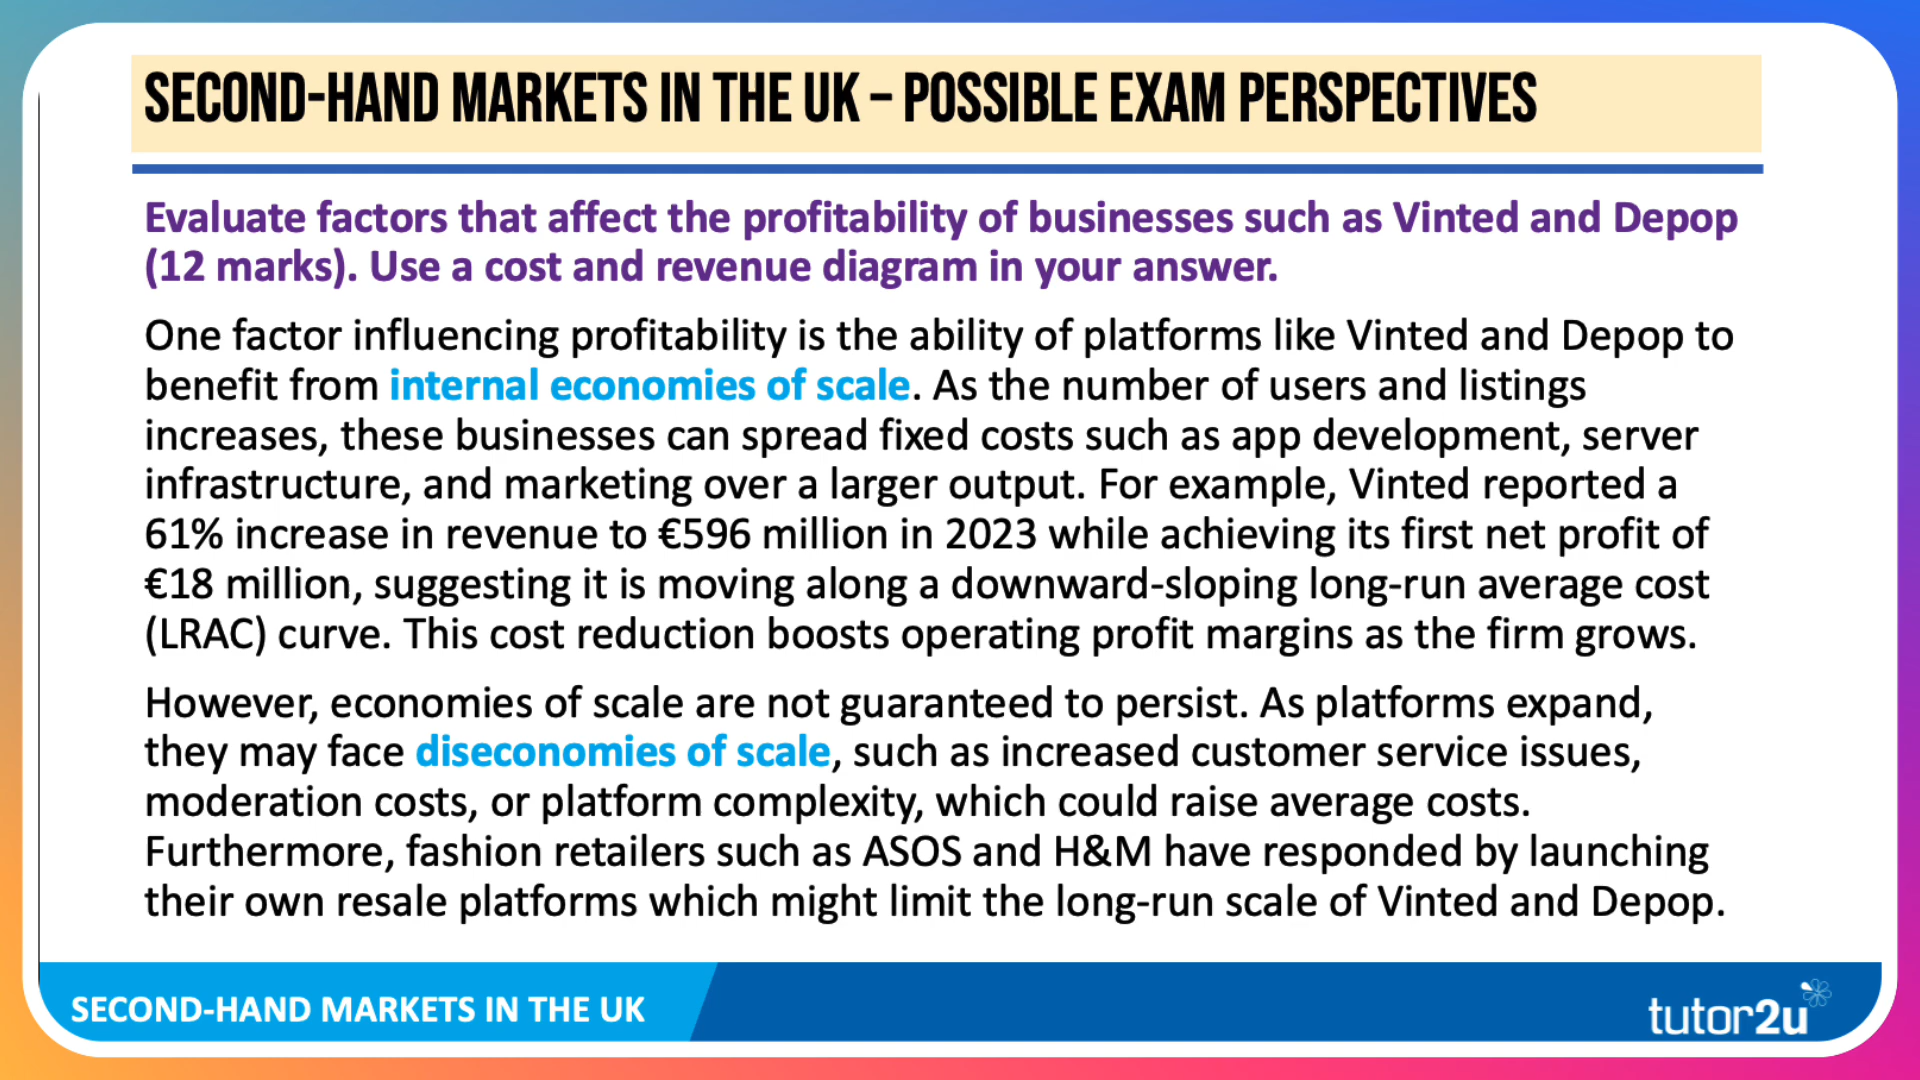 SECOND-HAND MARKETS IN THE UK – POSSIBLE EXAM PERSPECTIVES
Evaluate factors that affect the profitability of businesses such as Vinted and Depop
(12 marks). Use a cost and revenue diagram in your answer.
One factor influencing profitability is the ability of platforms like Vinted and Depop to
benefit from internal economies of scale. As the number of users and listings
increases, these businesses can spread fixed costs such as app development, server
infrastructure, and marketing over a larger output. For example, Vinted reported a
61% increase in revenue to €596 million in 2023 while achieving its first net profit of
€18 million, suggesting it is moving along a downward-sloping long-run average cost
(LRAC) curve. This cost reduction boosts operating profit margins as the firm grows.
However, economies of scale are not guaranteed to persist. As platforms expand,
they may face diseconomies of scale, such as increased customer service issues,
moderation costs, or platform complexity, which could raise average costs.
Furthermore, fashion retailers such as ASOS and H&M have responded by launching
their own resale platforms which might limit the long-run scale of Vinted and Depop.
SECOND-HAND MARKETS IN THE UK
tutor2u